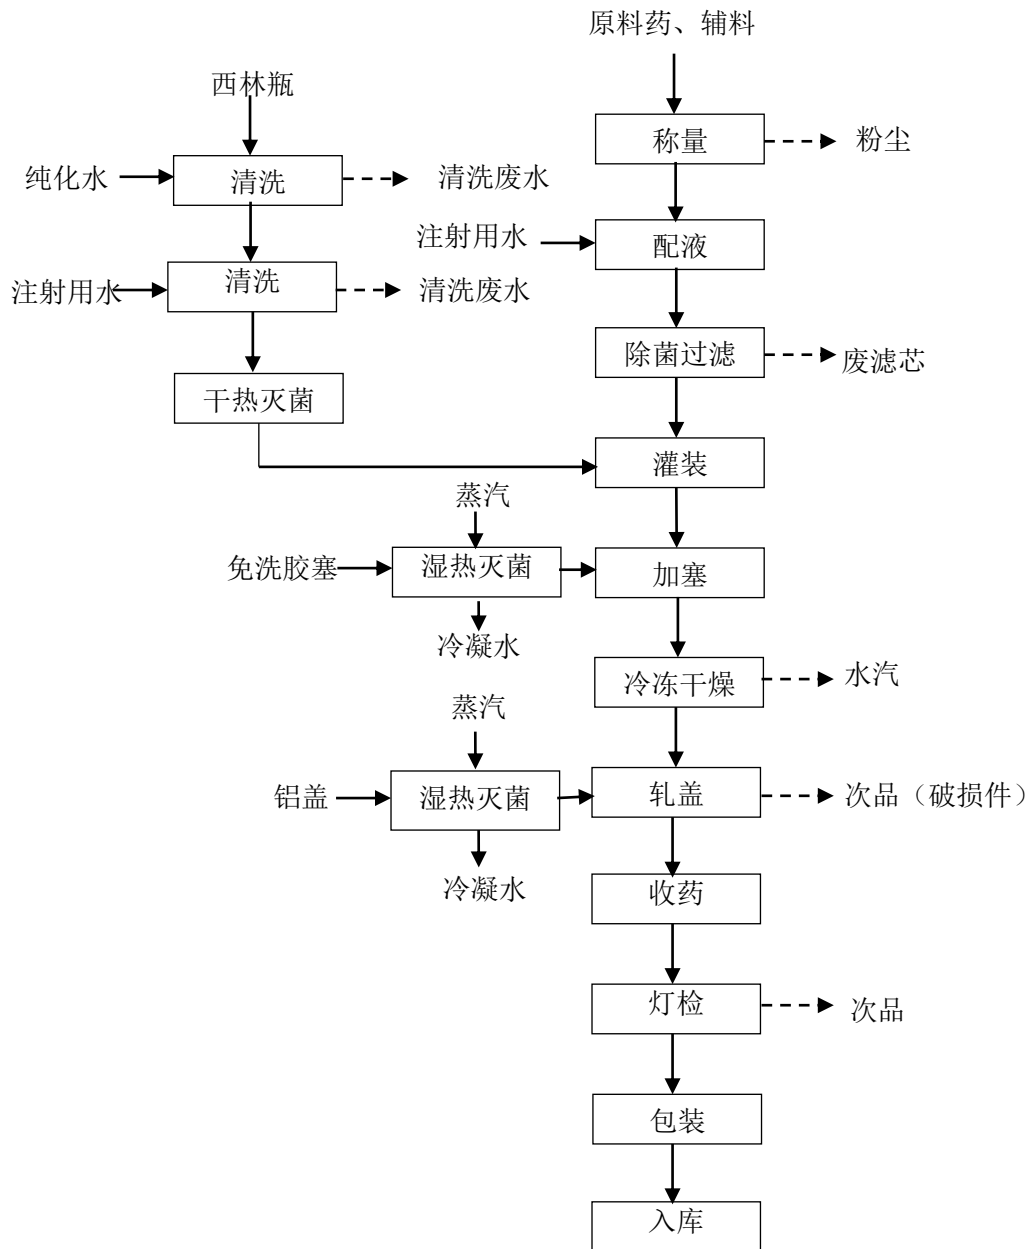 原料药、辅料
西林瓶
称量
粉尘
纯化水
清洗
清洗废水
注射用水
配液
注射用水
清洗
清洗废水
除菌过滤
废滤芯
干热灭菌
灌装
蒸汽
免洗胶塞
湿热灭菌
加塞
冷凝水
冷冻干燥
水汽
蒸汽
铝盖
湿热灭菌
轧盖
次品（破损件）
冷凝水
收药
灯检
次品
包装
入库